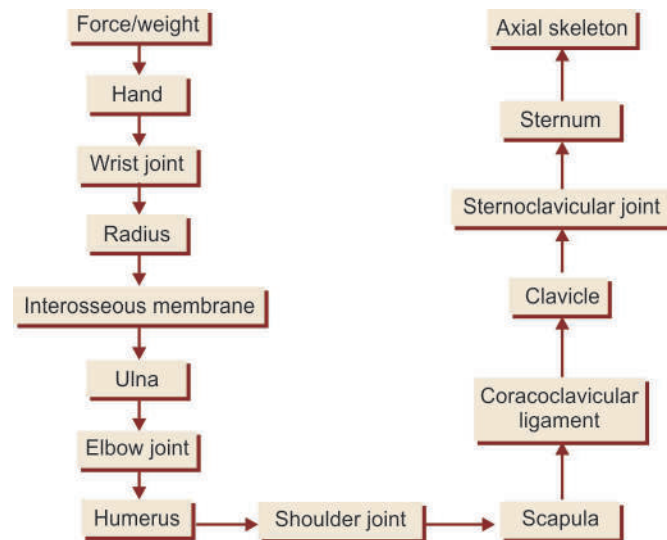 Force/weight
Hand
Wrist joint
Radius
Interosseous membrane
Ulna
Elbow joint
Humerus
Shoulder joint
Scapula
Coracoclavicular
ligament
Clavicle
Sternoclavicular joint
Sternum
Axial skeleton